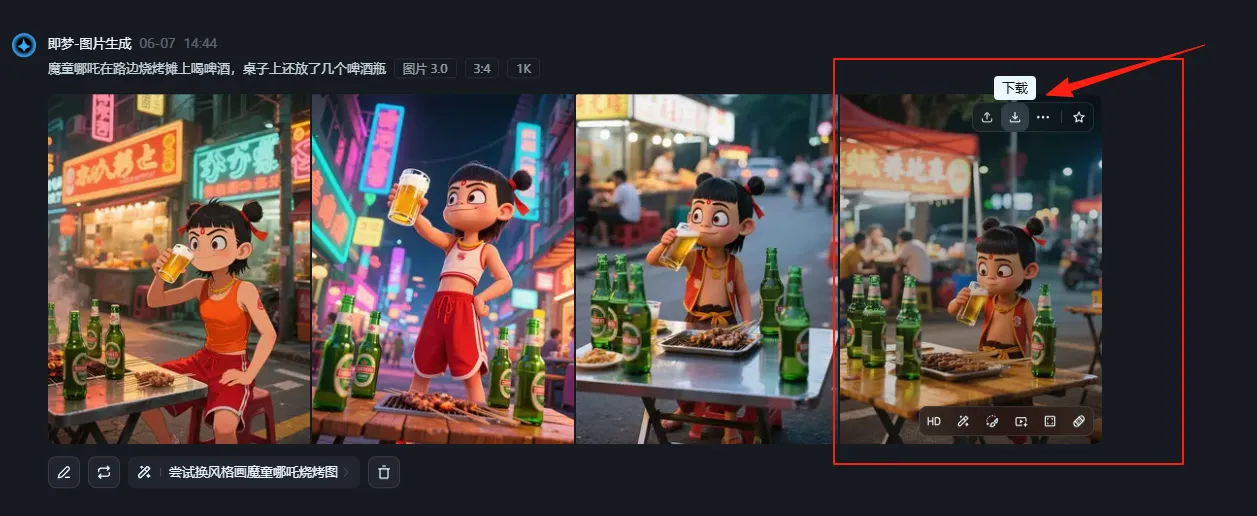 即梦-图片生成 06-07 14:44
魔童哪吒在路边烧烤摊上喝啤酒，桌子上还放了几个啤酒瓶 图片 3.0 3:4 1K
下载
HD
尝试换风格画魔童哪吒烧烤图